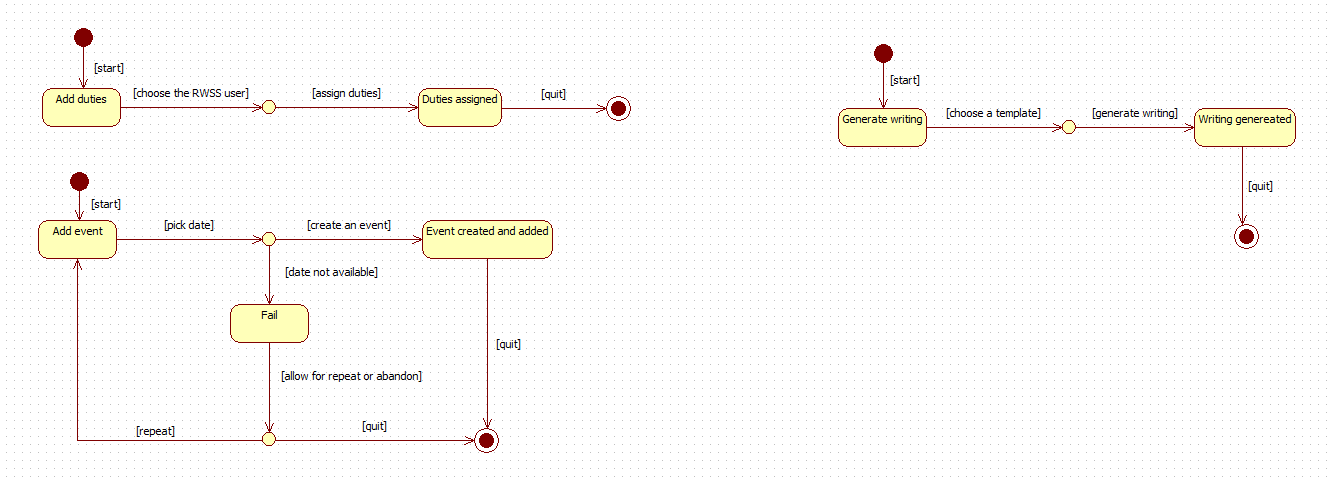 [start]
Add duties
[choose the RWSS user]
[assign duties]
Duties assigned
[quit]
[start]
Add event
[pick date]
[create an event]
Event created and added
[date not available]
Fail
[allow for repeat or abandon]
[quit]
[repeat]
[quit]
[start]
Generate writing
[choose a template]
[generate writing]
Writing genereated
[quit]